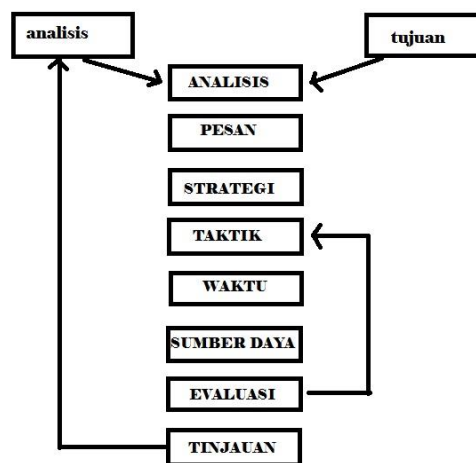 analisis
tujuan
ANALISIS
PESAN
STRATEGI
TAKTIK
WAKTU
SUMBER DAYA
EVALUASI
TINJAUAN